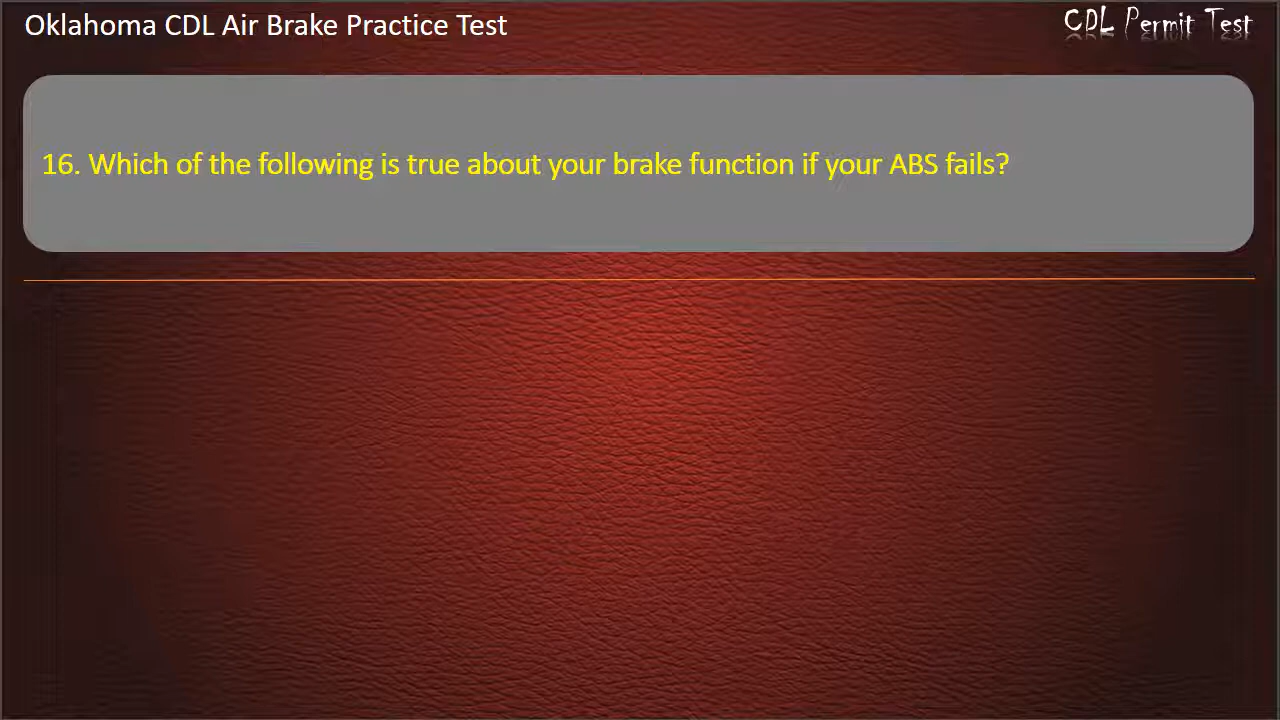 Oklahoma CDL Air Brake Practice Test
CDL Permit Test
16. Which of the following is true about your brake function if your ABS fails?